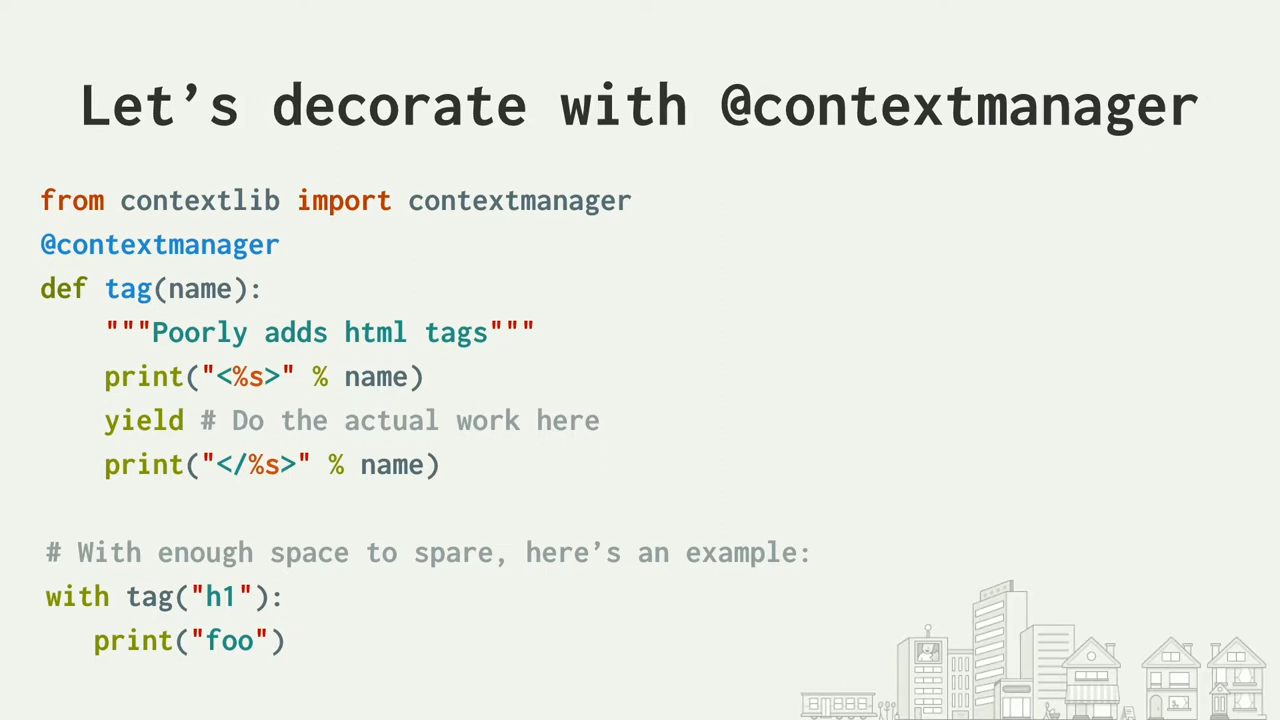 Let’s decorate with @contextmanager
from contextlib import contextmanager
@contextmanager
def tag(name):
    """Poorly adds html tags"""
    print("<%s>" % name)
    yield # Do the actual work here
    print("</%s>" % name)
# With enough space to spare, here’s an example:
with tag("h1"):
   print("foo")